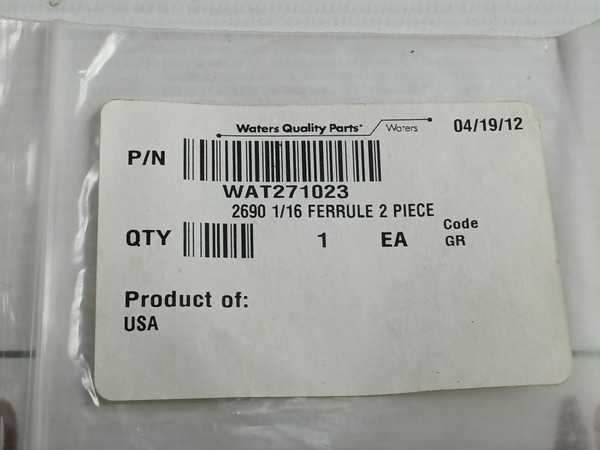 Waters Quality Parts Waters 04/19/12
P/N
WAT271023
2690 1/16 FERRULE 2 PIECE
QTY 1 EA Code
GR
Product of:
USA